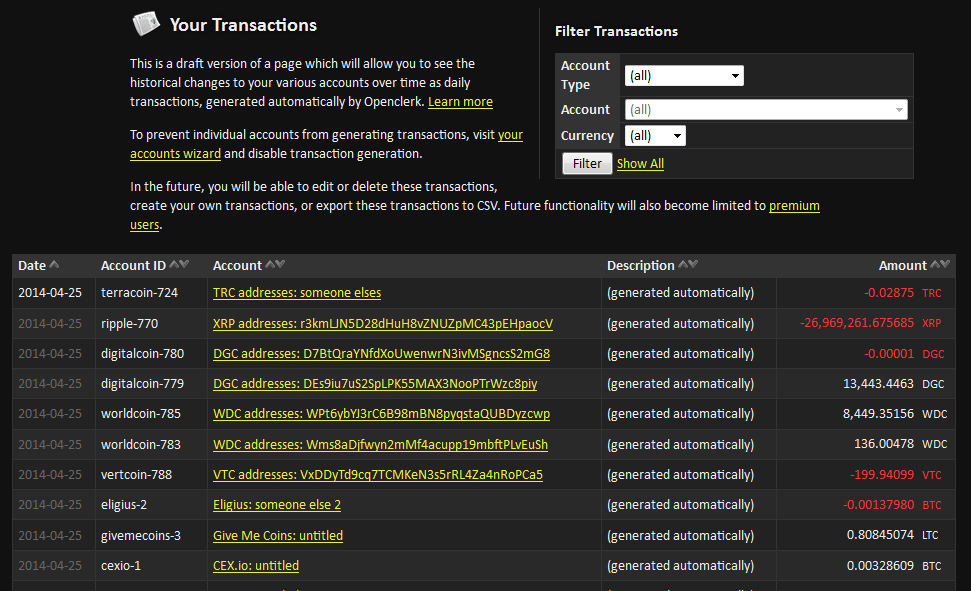 Your Transactions
This is a draft version of a page which will allow you to see the
historical changes to your various accounts over time as daily
transactions, generated automatically by Openclerk. Learn more
To prevent individual accounts from generating transactions, visit your
accounts wizard and disable transaction generation.
In the future, you will be able to edit or delete these transactions,
create your own transactions, or export these transactions to CSV. Future functionality will also become limited to premium
users.
Filter Transactions
Account Type (all)
Account (all)
Currency (all)
Filter Show All
Date Account ID Account Description Amount
2014-04-25 terracoin-724 TRC addresses: someone elses (generated automatically) -0.02875 TRC
2014-04-25 ripple-770 XRP addresses: r3kmLJN5D28dHuH8vZNUZpMC43pEHpaocV (generated automatically) -26,969,261.675685 XRP
2014-04-25 digitalcoin-780 DGC addresses: D7BtQraYNfdXoUwenwrN3ivMSgncsS2mG8 (generated automatically) -0.00001 DGC
2014-04-25 digitalcoin-779 DGC addresses: DEs9iu7uS2SpLPK55MAX3NooPTrWzc8piy (generated automatically) 13,443.4463 DGC
2014-04-25 worldcoin-785 WDC addresses: WPt6ybYJ3rC6B98mBN8pyqstaQUBDyzcwp (generated automatically) 8,449.35156 WDC
2014-04-25 worldcoin-783 WDC addresses: Wms8aDjfwyn2mMf4acupp19mbftPLvEuSh (generated automatically) 136.00478 WDC
2014-04-25 vertcoin-788 VTC addresses: VxDDyTd9cq7TCMKeN3s5rRL4Za4nRoPCa5 (generated automatically) -199.94099 VTC
2014-04-25 eligius-2 Eligius: someone else 2 (generated automatically) -0.00137980 BTC
2014-04-25 givemecoins-3 Give Me Coins: untitled (generated automatically) 0.80845074 LTC
2014-04-25 cexio-1 CEX.io: untitled (generated automatically) 0.00328609 BTC